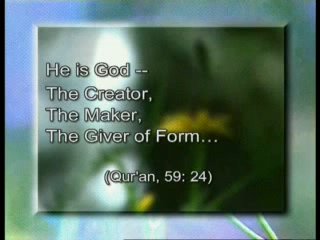 He is God --
The Creator,
The Maker,
The Giver of Form…
(Qur'an, 59: 24)